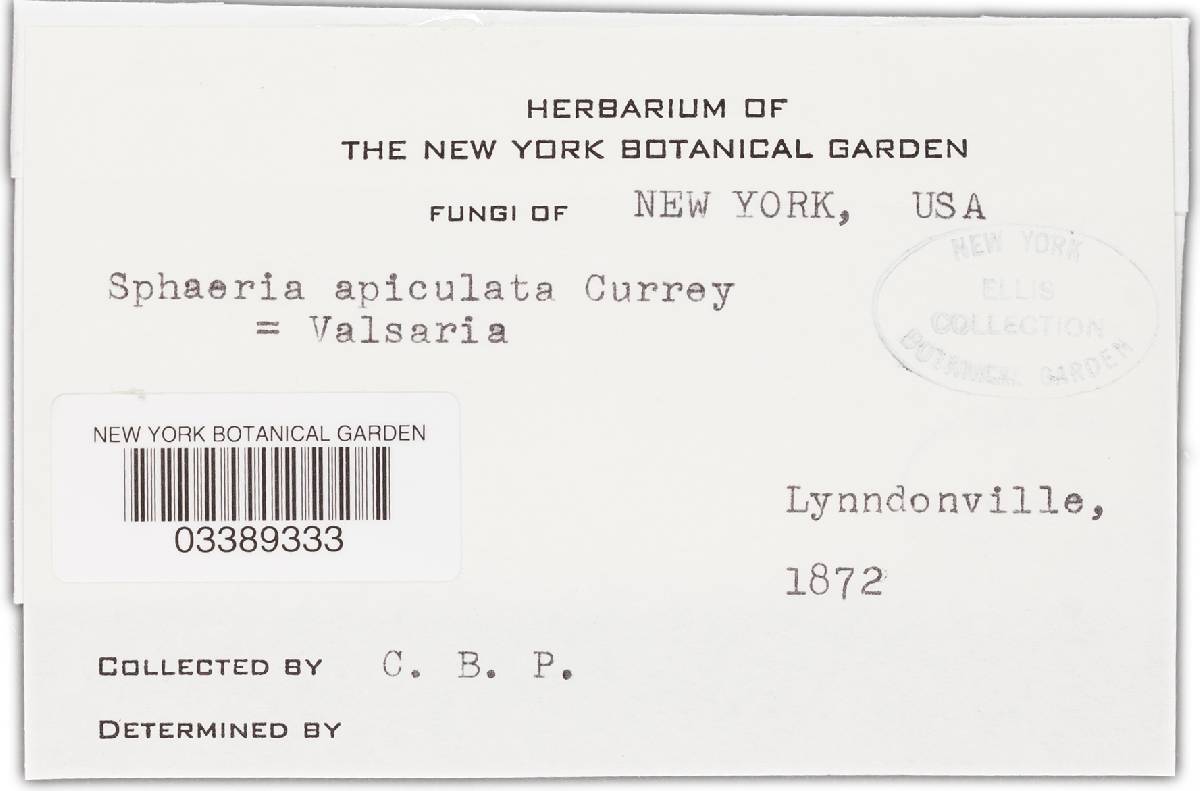 HERBARIUM OF
THE NEW YORK BOTANICAL GARDEN
FUNGI OF NEW YORK, USA
NEW YORK
ELLIS
COLLECTION
BOTANICAL GARDEN
Sphaeria apiculata Currey
= Valsaria
NEW YORK BOTANICAL GARDEN
03389333
Lynndonville,
1872
COLLECTED BY C. B. P.
DETERMINED BY